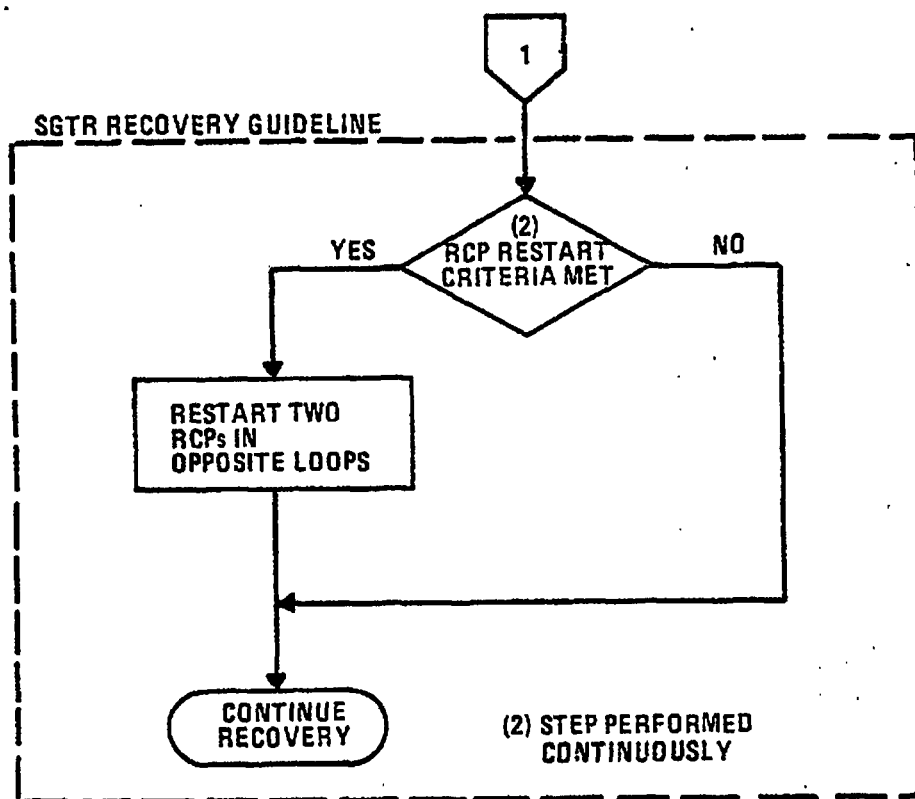 1
SGTR RECOVERY GUIDELINE
(2)
RCP RESTART
CRITERIA MET
YES
NO
RESTART TWO
RCPs IN
OPPOSITE LOOPS
CONTINUE
RECOVERY
(2) STEP PERFORMED
CONTINUOUSLY